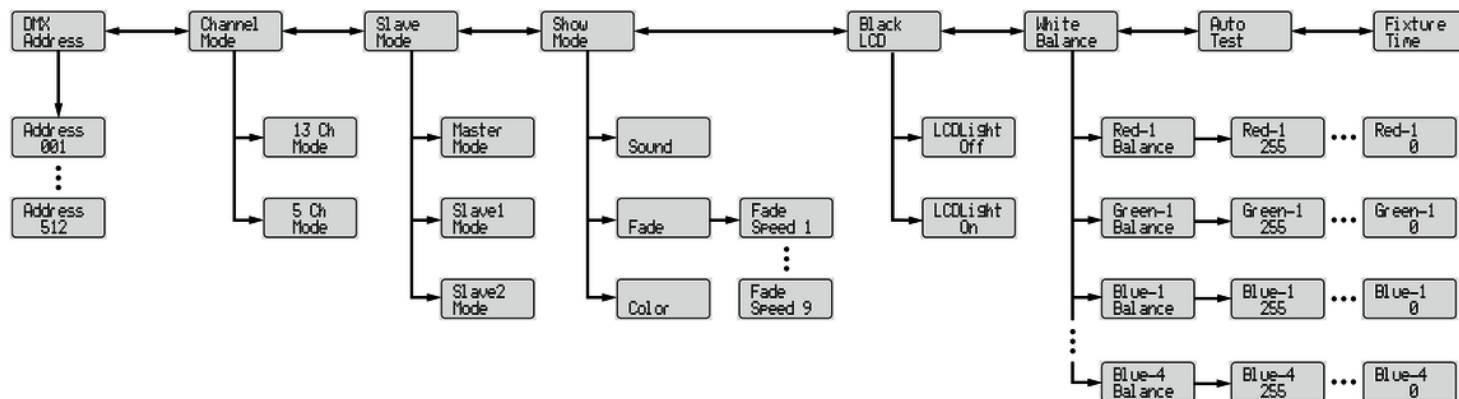 DMX
Address
Channel
Mode
Slave
Mode
Show
Mode
Black
LCD
White
Balance
Auto
Test
Fixture
Time
Address
001
Address
512
13 Ch
Mode
5 Ch
Mode
Master
Mode
Slave1
Mode
Slave2
Mode
Sound
Fade
Fade
Speed 1
Fade
Speed 9
Color
LCDLight
Off
LCDLight
On
Red-1
Balance
Red-1
255
Red-1
0
Green-1
Balance
Green-1
255
Green-1
0
Blue-1
Balance
Blue-1
255
Blue-1
0
Blue-4
Balance
Blue-4
255
Blue-4
0